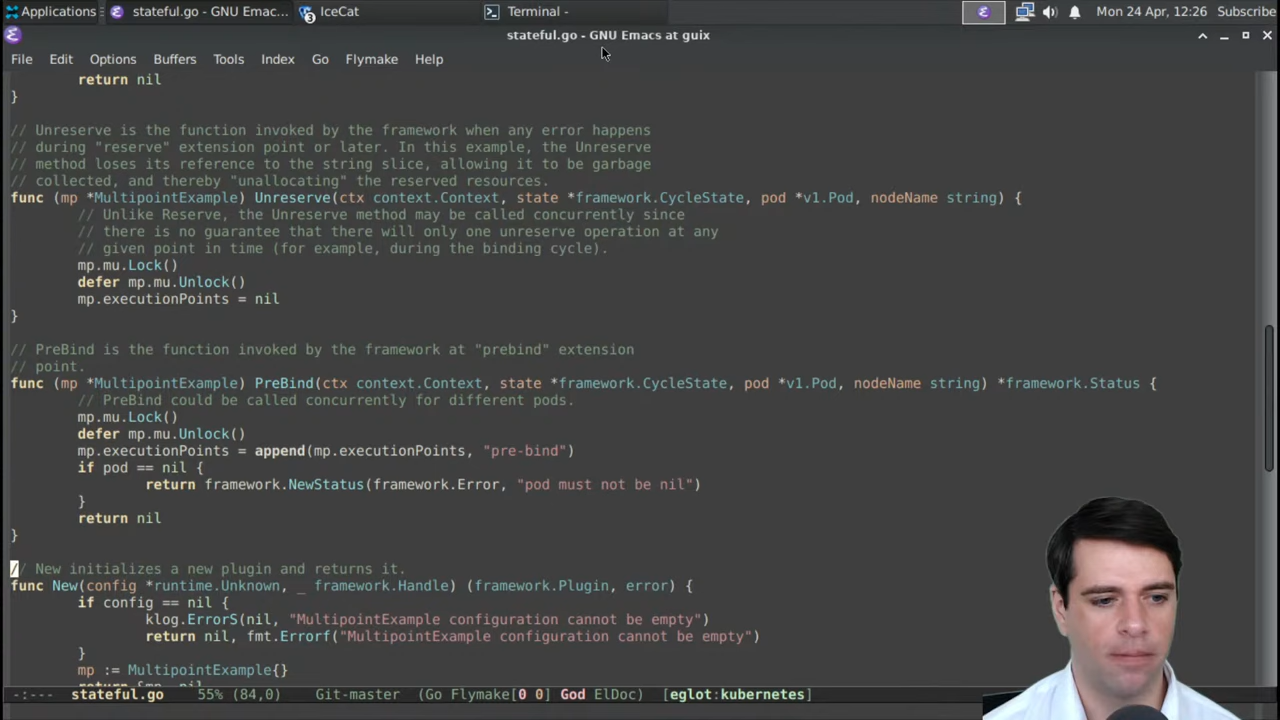 Applications
stateful.go - GNU Emac...
3
IceCat
Terminal -
Mon 24 Apr, 12:26
Subscribe
stateful.go - GNU Emacs at guix
File Edit Options Buffers Tools Index Go Flymake Help
return nil
}
// Unreserve is the function invoked by the framework when any error happens
// during "reserve" extension point or later. In this example, the Unreserve
// method loses its reference to the string slice, allowing it to be garbage
// collected, and thereby "unallocating" the reserved resources.
func (mp *MultipointExample) Unreserve(ctx context.Context, state *framework.CycleState, pod *v1.Pod, nodeName string) {
// Unlike Reserve, the Unreserve method may be called concurrently since
// there is no guarantee that there will only one unreserve operation at any
// given point in time (for example, during the binding cycle).
mp.mu.Lock()
defer mp.mu.Unlock()
mp.executionPoints = nil
}
// PreBind is the function invoked by the framework at "prebind" extension
// point.
func (mp *MultipointExample) PreBind(ctx context.Context, state *framework.CycleState, pod *v1.Pod, nodeName string) *framework.Status {
// PreBind could be called concurrently for different pods.
mp.mu.Lock()
defer mp.mu.Unlock()
mp.executionPoints = append(mp.executionPoints, "pre-bind")
if pod == nil {
return framework.NewStatus(framework.Error, "pod must not be nil")
}
return nil
}
// New initializes a new plugin and returns it.
func New(config *runtime.Unknown, _ framework.Handle) (framework.Plugin, error) {
if config == nil {
klog.ErrorS(nil, "MultipointExample configuration cannot be empty")
return nil, fmt.Errorf("MultipointExample configuration cannot be empty")
}
mp := MultipointExample{}
return &mp, nil
-:--- stateful.go 55% (84,0) Git-master (Go Flymake[0 0] God ElDoc) [eglot:kubernetes]